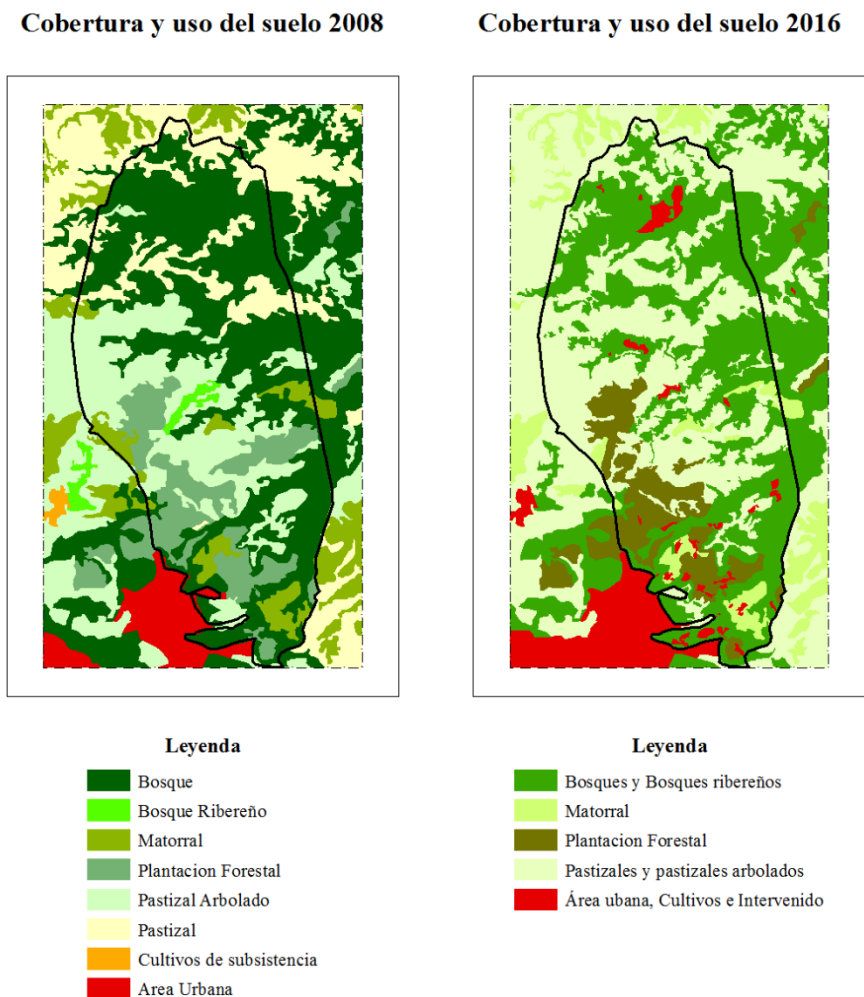 Cobertura y uso del suelo 2008
Cobertura y uso del suelo 2016
Leyenda
Bosque
Bosque Ribereño
Matorral
Plantacion Forestal
Pastizal Arbolado
Pastizal
Cultivos de subsistencia
Area Urbana
Leyenda
Bosques y Bosques ribereños
Matorral
Plantacion Forestal
Pastizales y pastizales arbolados
Área ubana, Cultivos e Intervenido